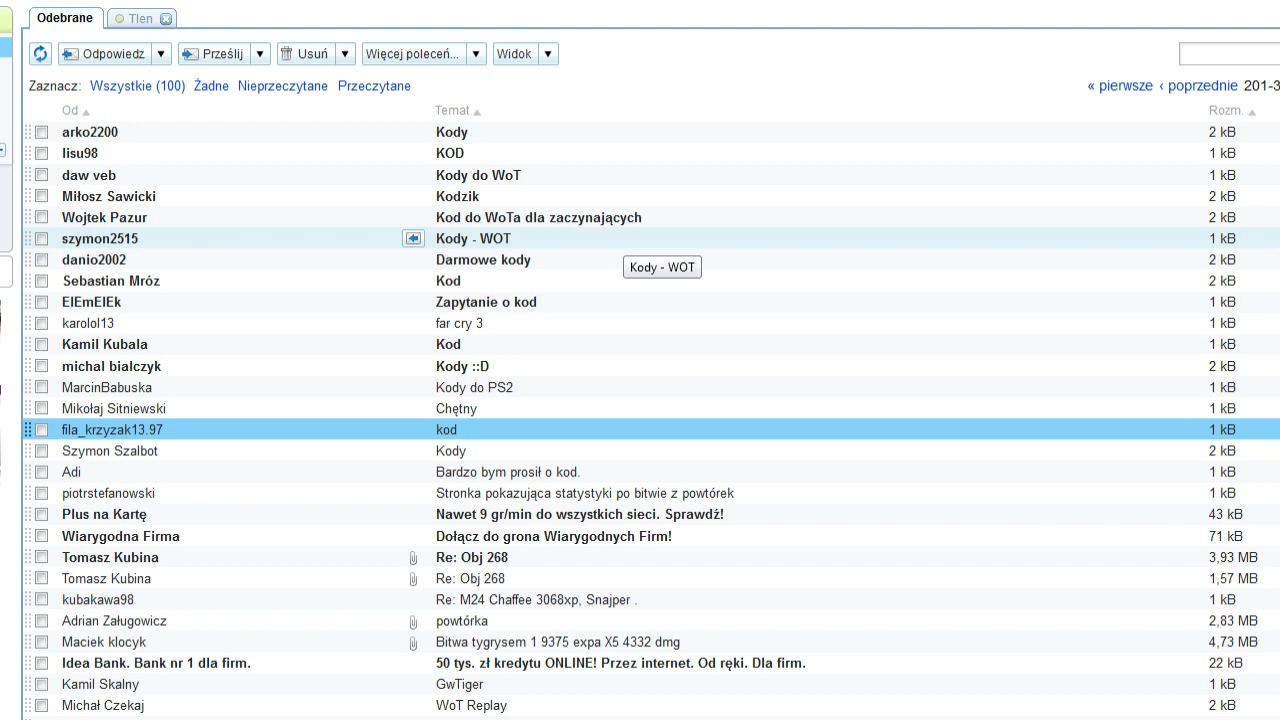 Odebrane Tlen
Odpowiedz Prześlij Usuń Więcej poleceń... Widok
Zaznacz: Wszystkie (100) Żadne Nieprzeczytane Przeczytane « pierwsze ‹ poprzednie 201-3
Od Temat Rozm.
arko2200 Kody 2 kB
lisu98 KOD 1 kB
daw veb Kody do WoT 1 kB
Miłosz Sawicki Kodzik 2 kB
Wojtek Pazur Kod do WoTa dla zaczynających 2 kB
szymon2515 Kody - WOT 1 kB
danio2002 Darmowe kody 2 kB
Kody - WOT
Sebastian Mróz Kod 2 kB
ElEmElEk Zapytanie o kod 1 kB
karolol13 far cry 3 1 kB
Kamil Kubala Kod 1 kB
michal bialczyk Kody ::D 2 kB
MarcinBabuska Kody do PS2 1 kB
Mikołaj Sitniewski Chętny 1 kB
fila_krzyzak13.97 kod 1 kB
Szymon Szalbot Kody 2 kB
Adi Bardzo bym prosił o kod. 1 kB
piotrstefanowski Stronka pokazująca statystyki po bitwie z powtórek 1 kB
Plus na Kartę Nawet 9 gr/min do wszystkich sieci. Sprawdź! 43 kB
Wiarygodna Firma Dołącz do grona Wiarygodnych Firm! 71 kB
Tomasz Kubina Re: Obj 268 3,93 MB
Tomasz Kubina Re: Obj 268 1,57 MB
kubakawa98 Re: M24 Chaffee 3068xp, Snajper . 1 kB
Adrian Załugowicz powtórka 2,83 MB
Maciek klocyk Bitwa tygrysem 1 9375 expa X5 4332 dmg 4,73 MB
Idea Bank. Bank nr 1 dla firm. 50 tys. zł kredytu ONLINE! Przez internet. Od ręki. Dla firm. 22 kB
Kamil Skalny GwTiger 1 kB
Michał Czekaj WoT Replay 2 kB